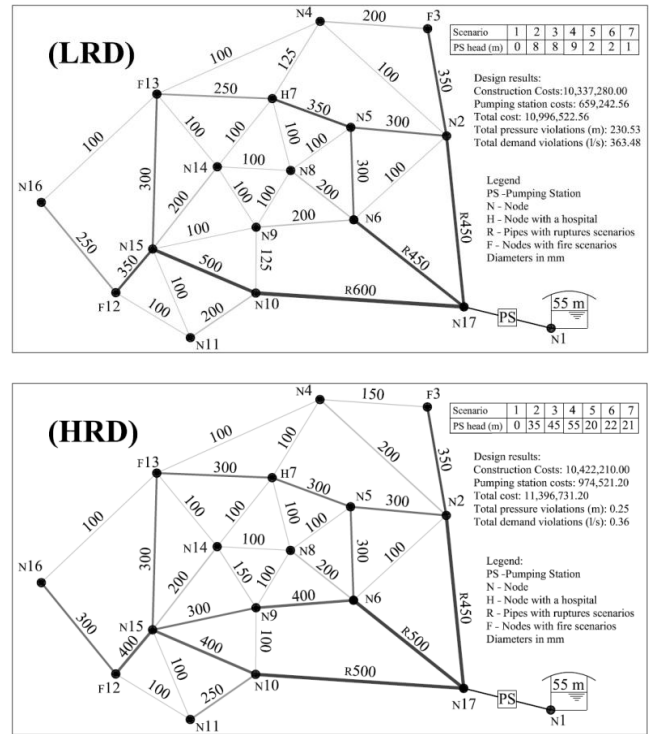 (LRD)
N4
200
F3
Scenario 1 2 3 4 5 6 7
PS head (m) 0 8 8 9 2 2 1
100
125
100
350
F13
250
H7
350
N5
300
N2
Design results:
Construction Costs:10,337,280.00
Pumping station costs: 659,242.56
Total cost: 10,996,522.56
Total pressure violations (m): 230.53
Total demand violations (l/s): 363.48
100
100
100
100
100
N14
100
N8
300
300
100
N16
200
100
100
200
R450
Legend
PS -Pumping Station
N - Node
H - Node with a hospital
R - Pipes with ruptures scenarios
F - Nodes with fire scenarios
Diameters in mm
N15
100
N9
200
N6
250
350
500
125
R450
F12
100
100
200
N10
R600
N17
PS
55 m
N1
N11
(HRD)
N4
150
F3
Scenario 1 2 3 4 5 6 7
PS head (m) 0 35 45 55 20 22 21
100
100
200
350
F13
300
H7
300
N5
300
N2
Design results:
Construction Costs: 10,422,210.00
Pumping station costs: 974,521.20
Total cost: 11,396,731.20
Total pressure violations (m): 0.25
Total demand violations (l/s): 0.36
100
100
100
100
100
N14
100
N8
300
300
100
N16
200
150
100
200
R450
Legend:
PS -Pumping Station
N - Node
H - Node with a hospital
R - Pipes with ruptures scenarios
F - Nodes with fire scenarios
Diameters in mm
N15
300
N9
400
N6
300
400
400
100
R500
F12
100
100
250
N10
R500
N17
PS
55 m
N1
N11